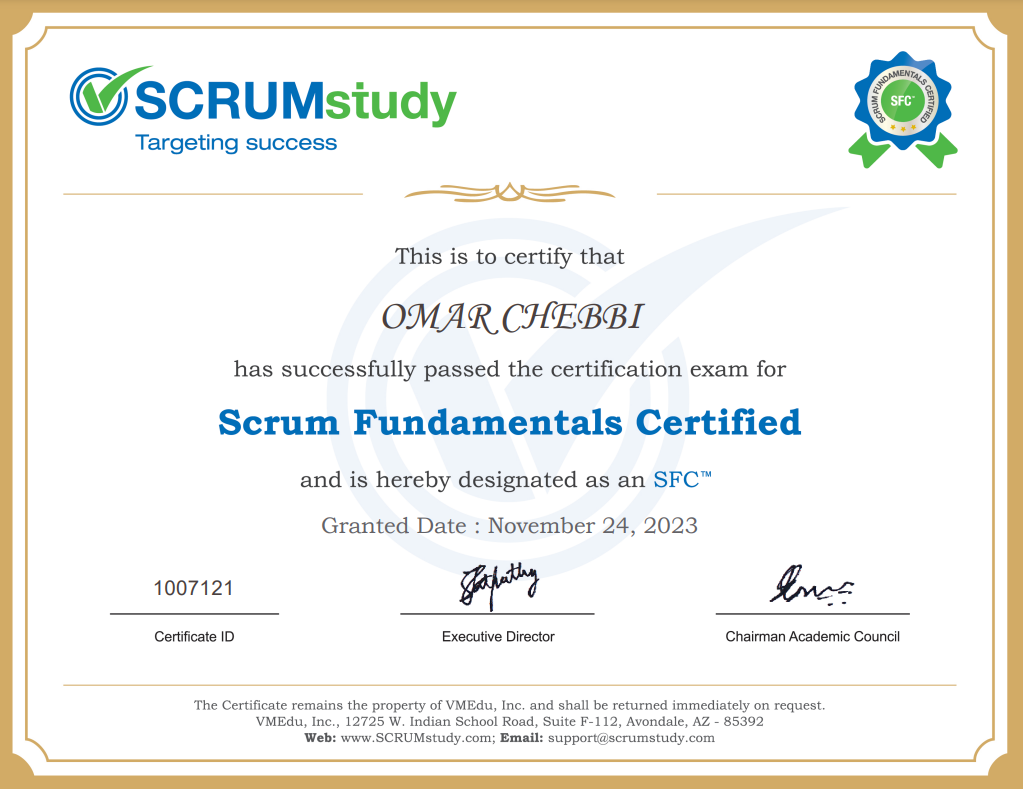 SCRUMstudy
Targeting success
SCRUM FUNDAMENTALS CERTIFIED
SFC™
This is to certify that
OMAR CHEBBI
has successfully passed the certification exam for
Scrum Fundamentals Certified
and is hereby designated as an SFC™
Granted Date : November 24, 2023
1007121
Certificate ID
Executive Director
Chairman Academic Council
The Certificate remains the property of VMEdu, Inc. and shall be returned immediately on request.
VMEdu, Inc., 12725 W. Indian School Road, Suite F-112, Avondale, AZ - 85392
Web: www.SCRUMstudy.com; Email: support@scrumstudy.com